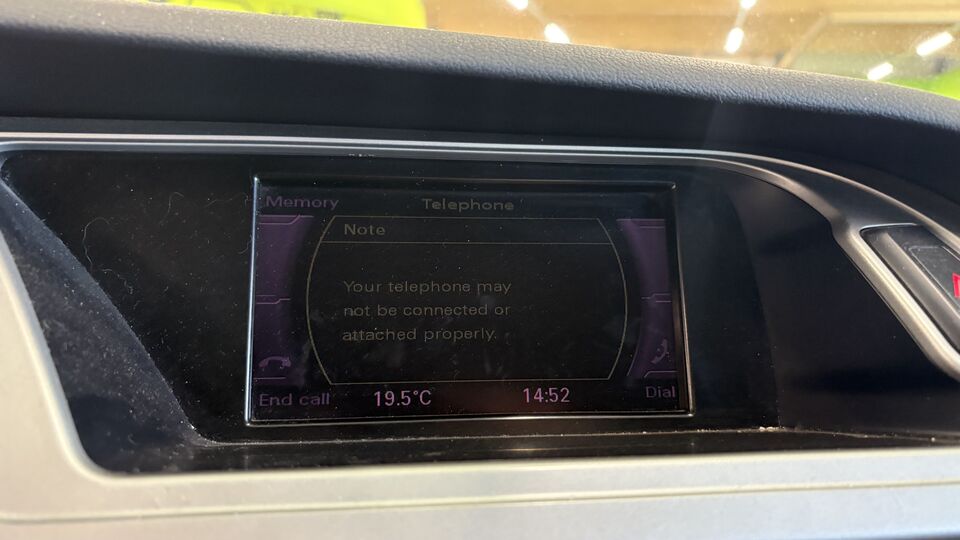 Memory
Telephone
Note
Your telephone may
not be connected or
attached properly.
End call
19.5°C
14:52
Dial